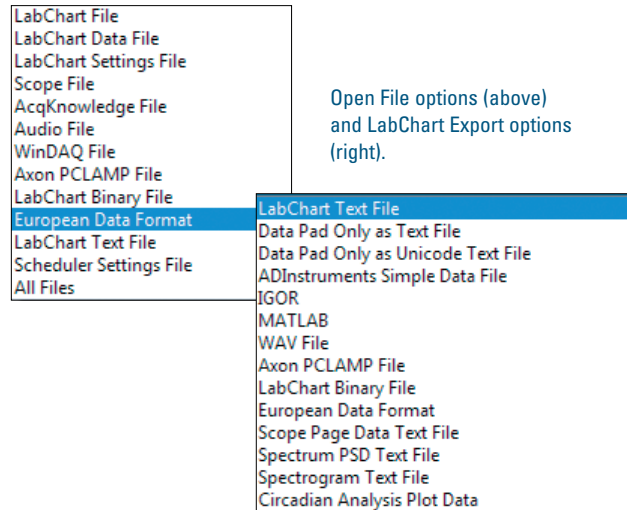 LabChart File
LabChart Data File
LabChart Settings File
Scope File
AcqKnowledge File
Audio File
WinDAQ File
Axon PCLAMP File
LabChart Binary File
European Data Format
LabChart Text File
Scheduler Settings File
All Files
Open File options (above)
and LabChart Export options
(right).
LabChart Text File
Data Pad Only as Text File
Data Pad Only as Unicode Text File
ADInstruments Simple Data File
IGOR
MATLAB
WAV File
Axon PCLAMP File
LabChart Binary File
European Data Format
Scope Page Data Text File
Spectrum PSD Text File
Spectrogram Text File
Circadian Analysis Plot Data